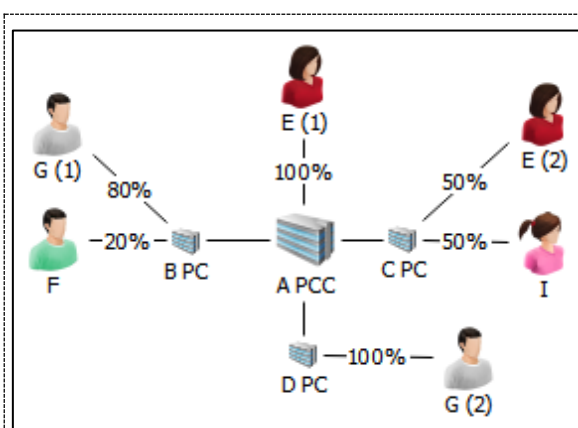 E (1)
G (1)
E (2)
100%
80%
50%
20%
50%
F
B PC
A PCC
C PC
I
100%
D PC
G (2)